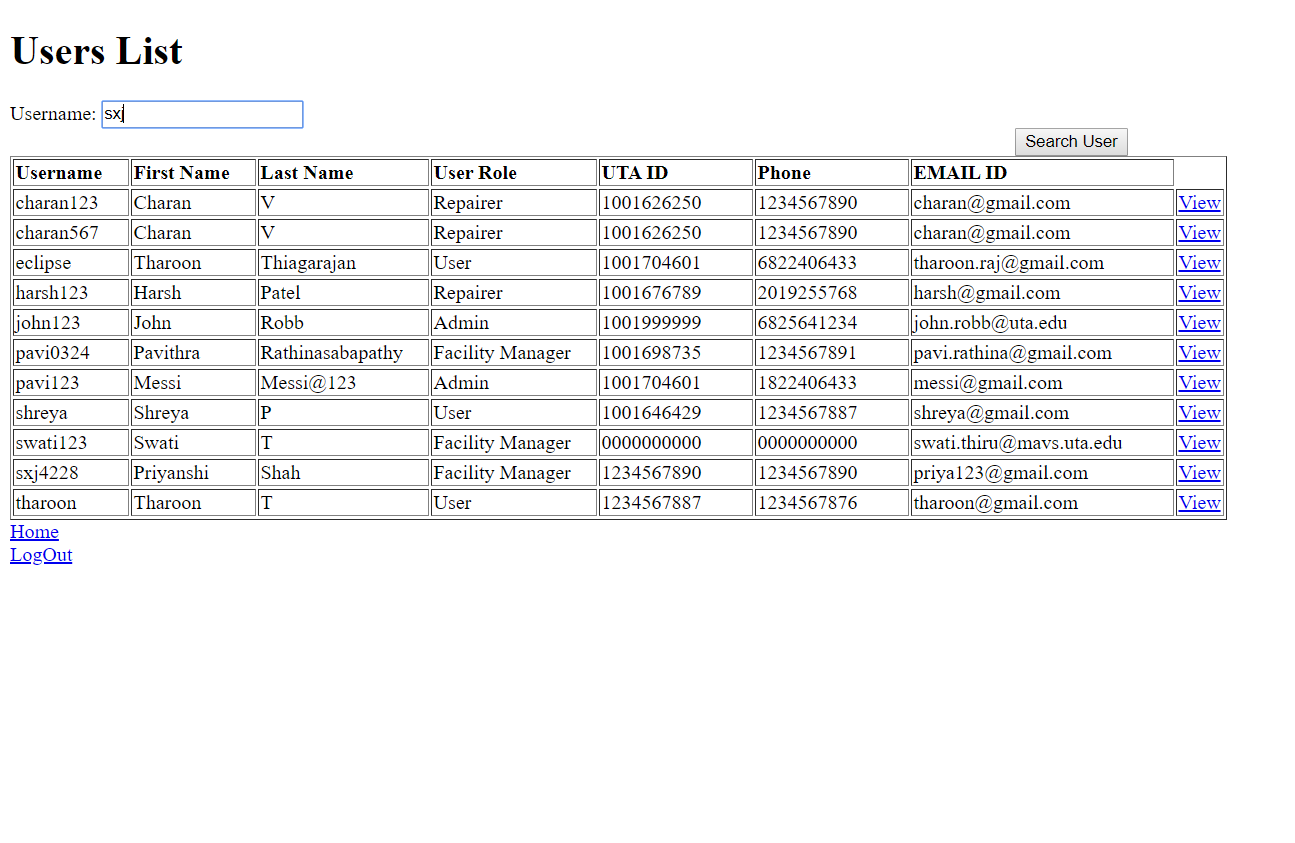 Users List
Username: sxj
Search User
Username First Name Last Name User Role UTA ID Phone EMAIL ID
charan123 Charan V Repairer 1001626250 1234567890 charan@gmail.com View
charan567 Charan V Repairer 1001626250 1234567890 charan@gmail.com View
eclipse Tharoon Thiagarajan User 1001704601 6822406433 tharoon.raj@gmail.com View
harsh123 Harsh Patel Repairer 1001676789 2019255768 harsh@gmail.com View
john123 John Robb Admin 1001999999 6825641234 john.robb@uta.edu View
pavi0324 Pavithra Rathinasabapathy Facility Manager 1001698735 1234567891 pavi.rathina@gmail.com View
pavi123 Messi Messi@123 Admin 1001704601 1822406433 messi@gmail.com View
shreya Shreya P User 1001646429 1234567887 shreya@gmail.com View
swati123 Swati T Facility Manager 0000000000 0000000000 swati.thiru@mavs.uta.edu View
sxj4228 Priyanshi Shah Facility Manager 1234567890 1234567890 priya123@gmail.com View
tharoon Tharoon T User 1234567887 1234567876 tharoon@gmail.com View
Home
LogOut